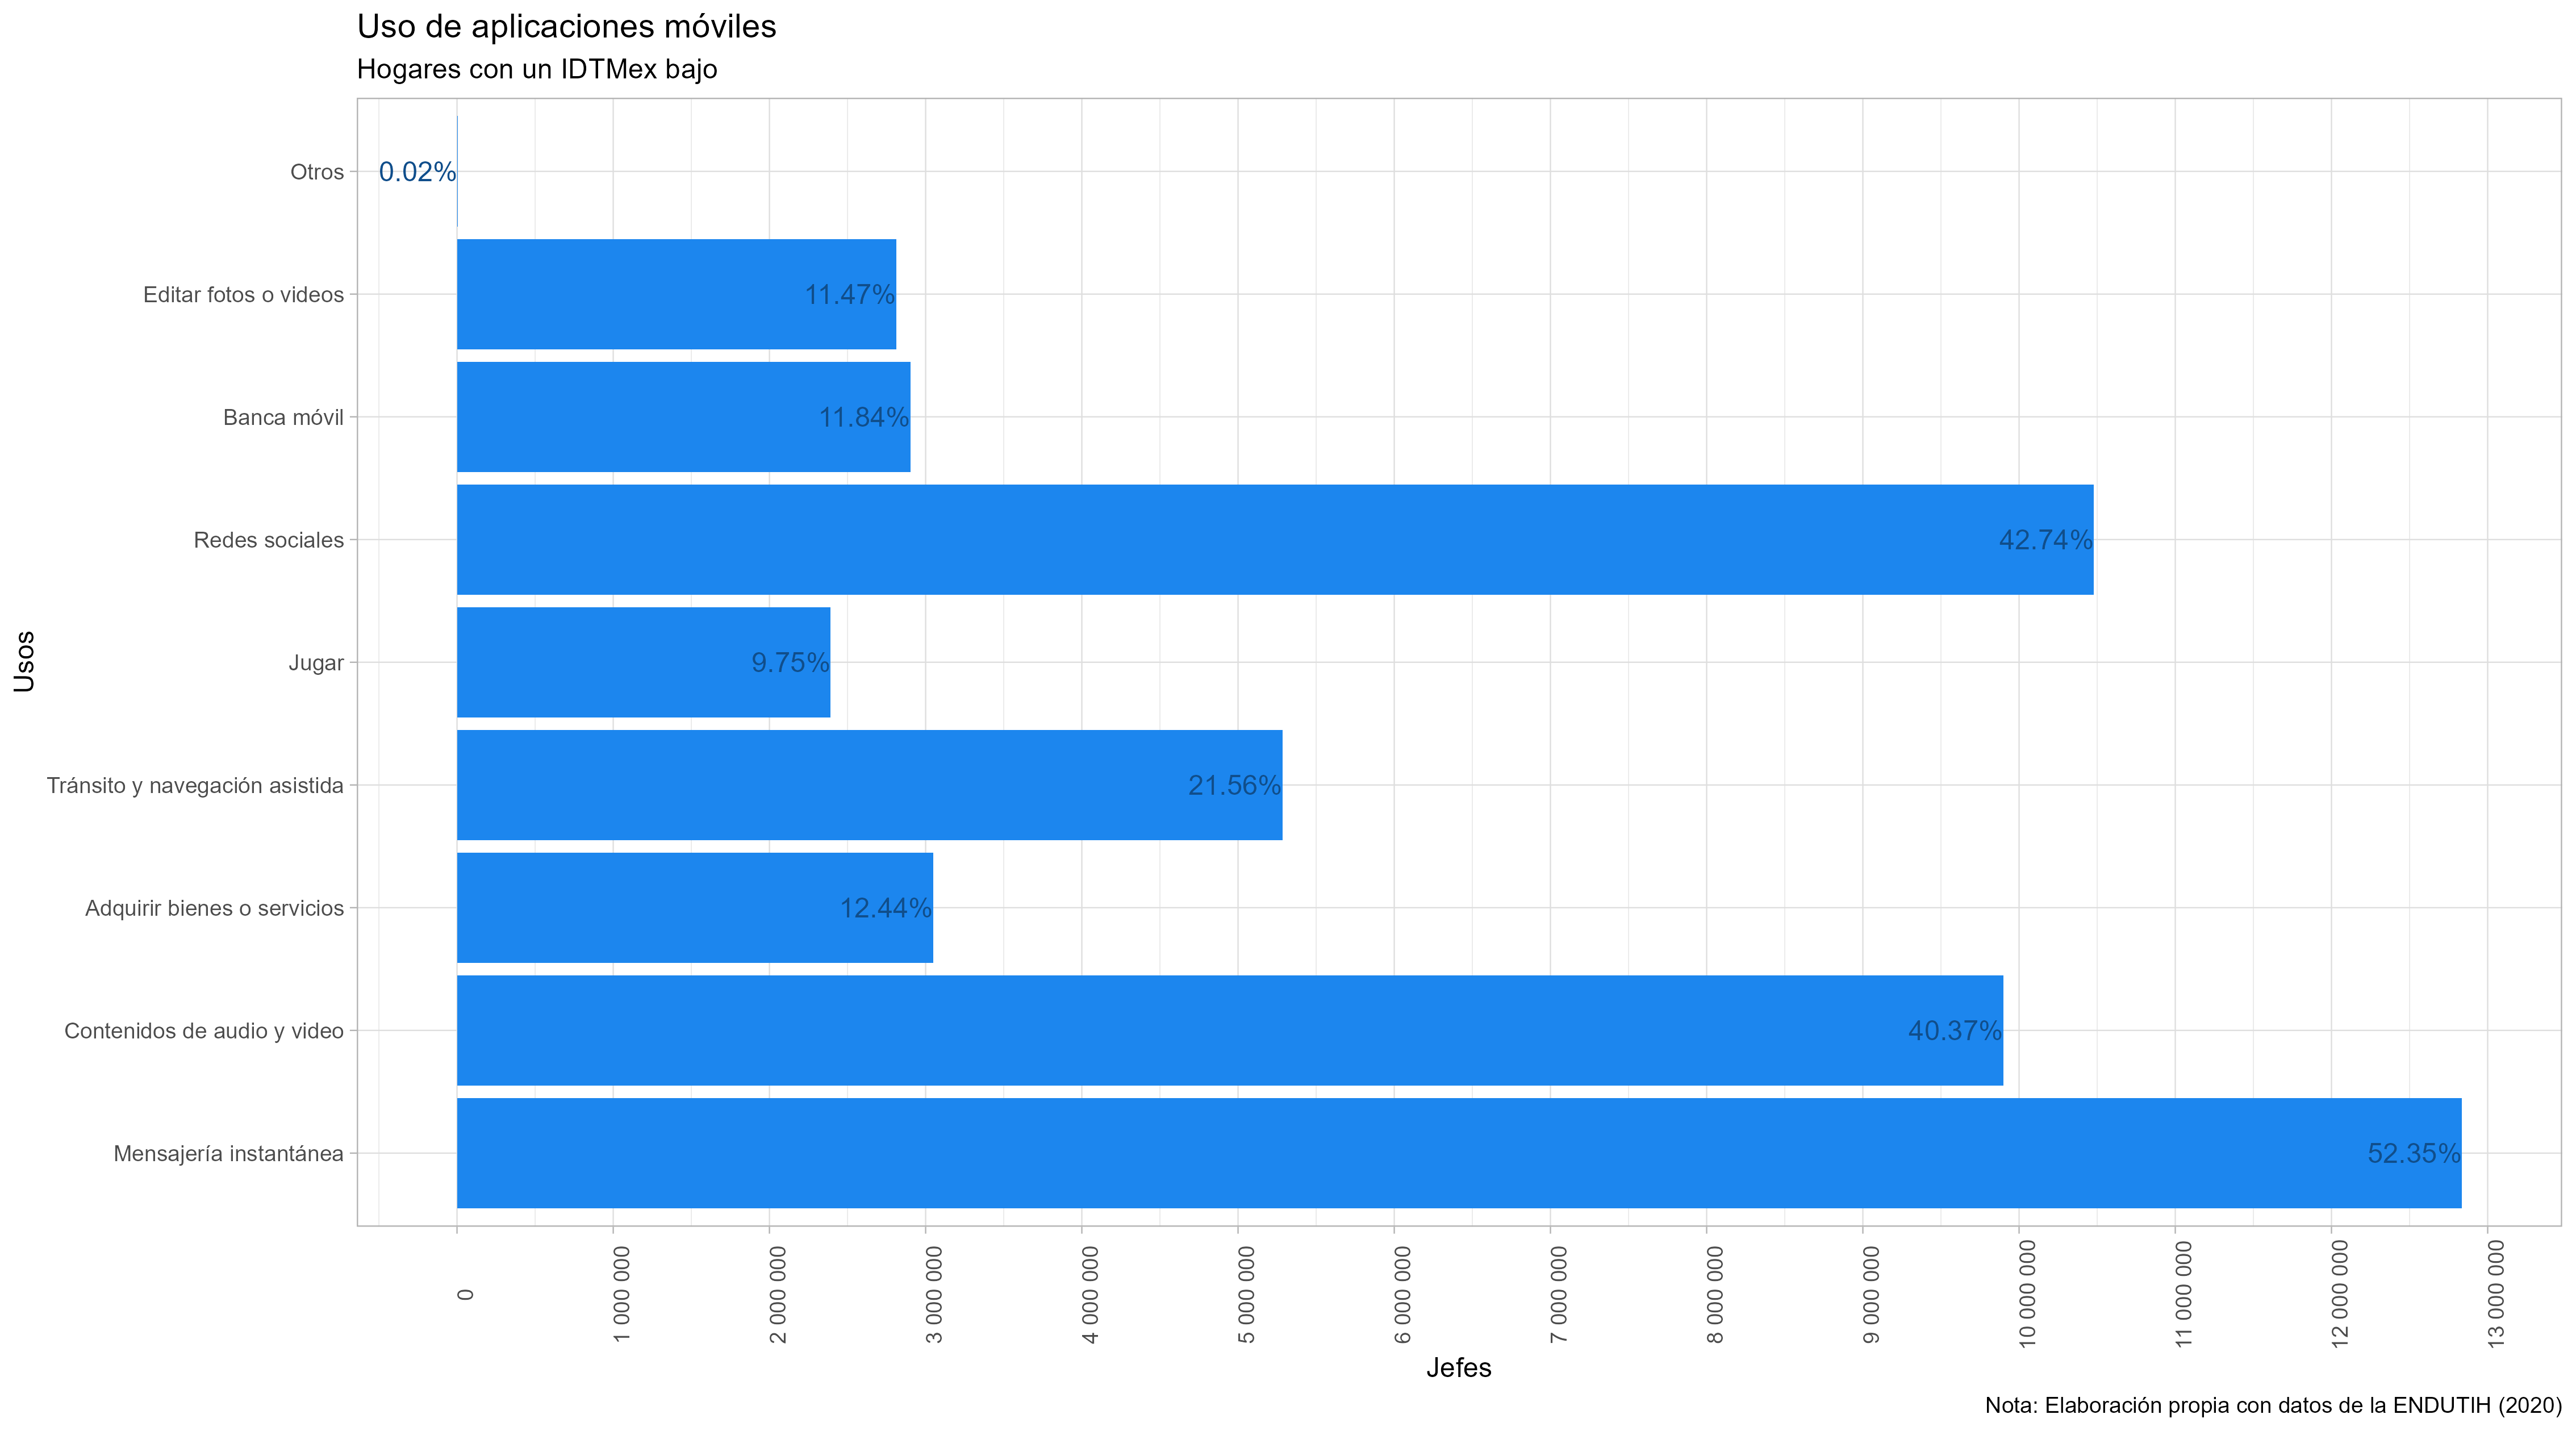 Uso de aplicaciones móviles
Hogares con un IDTMex bajo
Usos
Otros
0.02%
Editar fotos o videos
11.47%
Banca móvil
11.84%
Redes sociales
42.74%
Jugar
9.75%
Tránsito y navegación asistida
21.56%
Adquirir bienes o servicios
12.44%
Contenidos de audio y video
40.37%
Mensajería instantánea
52.35%
0
1 000 000
2 000 000
3 000 000
4 000 000
5 000 000
6 000 000
7 000 000
8 000 000
9 000 000
10 000 000
11 000 000
12 000 000
13 000 000
Jefes
Nota: Elaboración propia con datos de la ENDUTIH (2020)